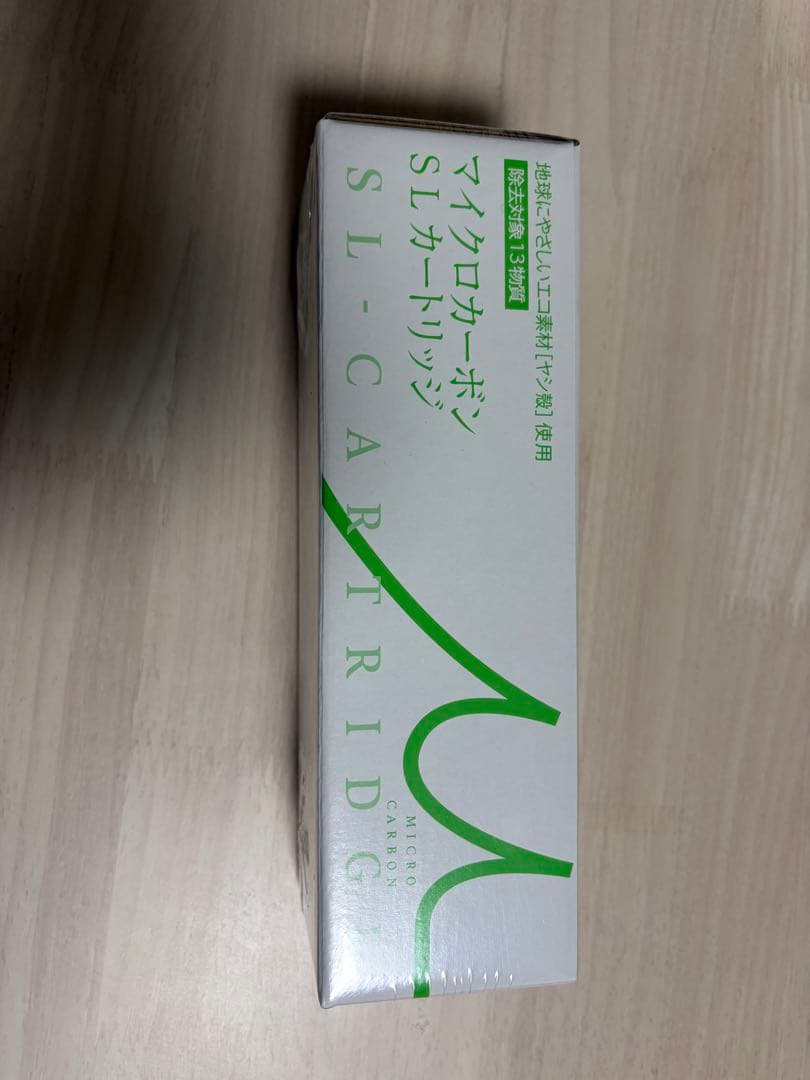 地球にやさしいエコ素材［ヤシ殻］使用
除去対象 13物質
マイクロカーボン
SL カートリッジ
SL-CARTRIDGE
MICRO
CARBON